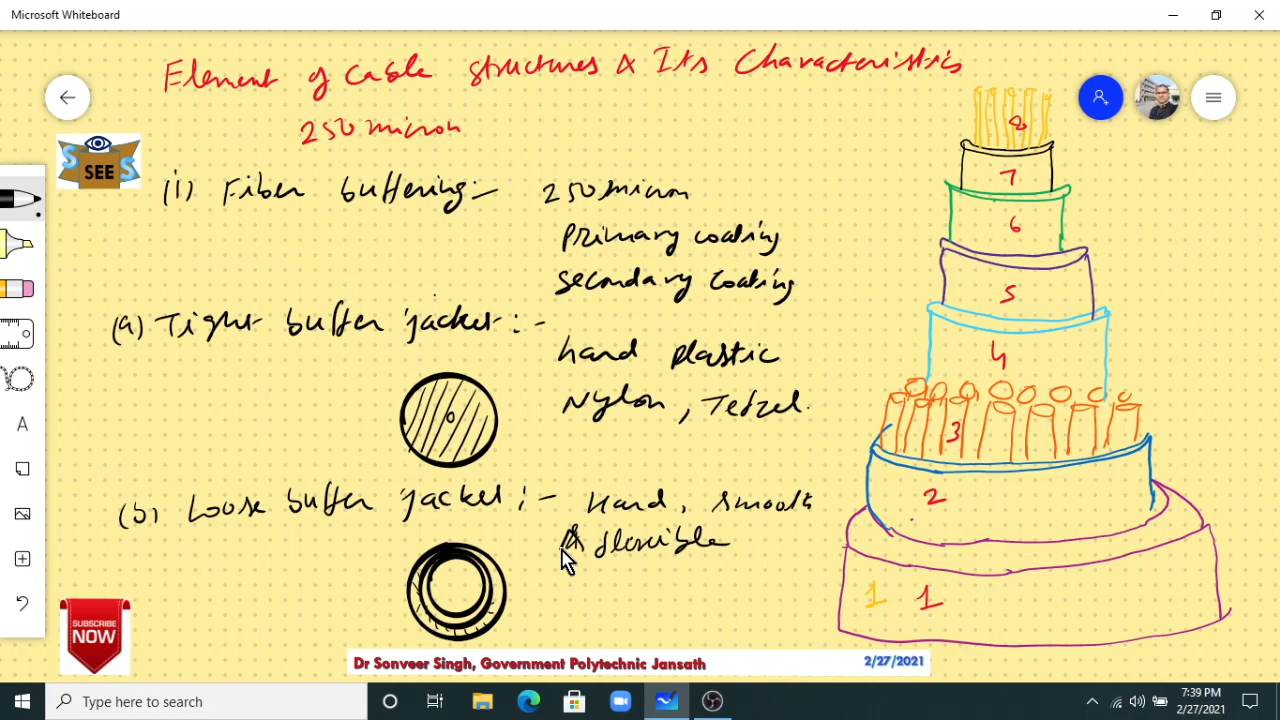 Microsoft Whiteboard
Element of Cable structures & Its Characteristics
250 micron
S SEE S
(i) Fiber buffering:- 250 micron
Primary coating
secondary coating
(a) Tight buffer jacket:-
hard plastic
Nylon, Tefzel.
(b) Loose buffer jacket:- Hard, smooth
& flexible
8
7
6
5
4
3
2
1 1
A
SUBSCRIBE
NOW
Dr Sonveer Singh, Government Polytechnic Jansath 2/27/2021
Type here to search
7:39 PM
2/27/2021